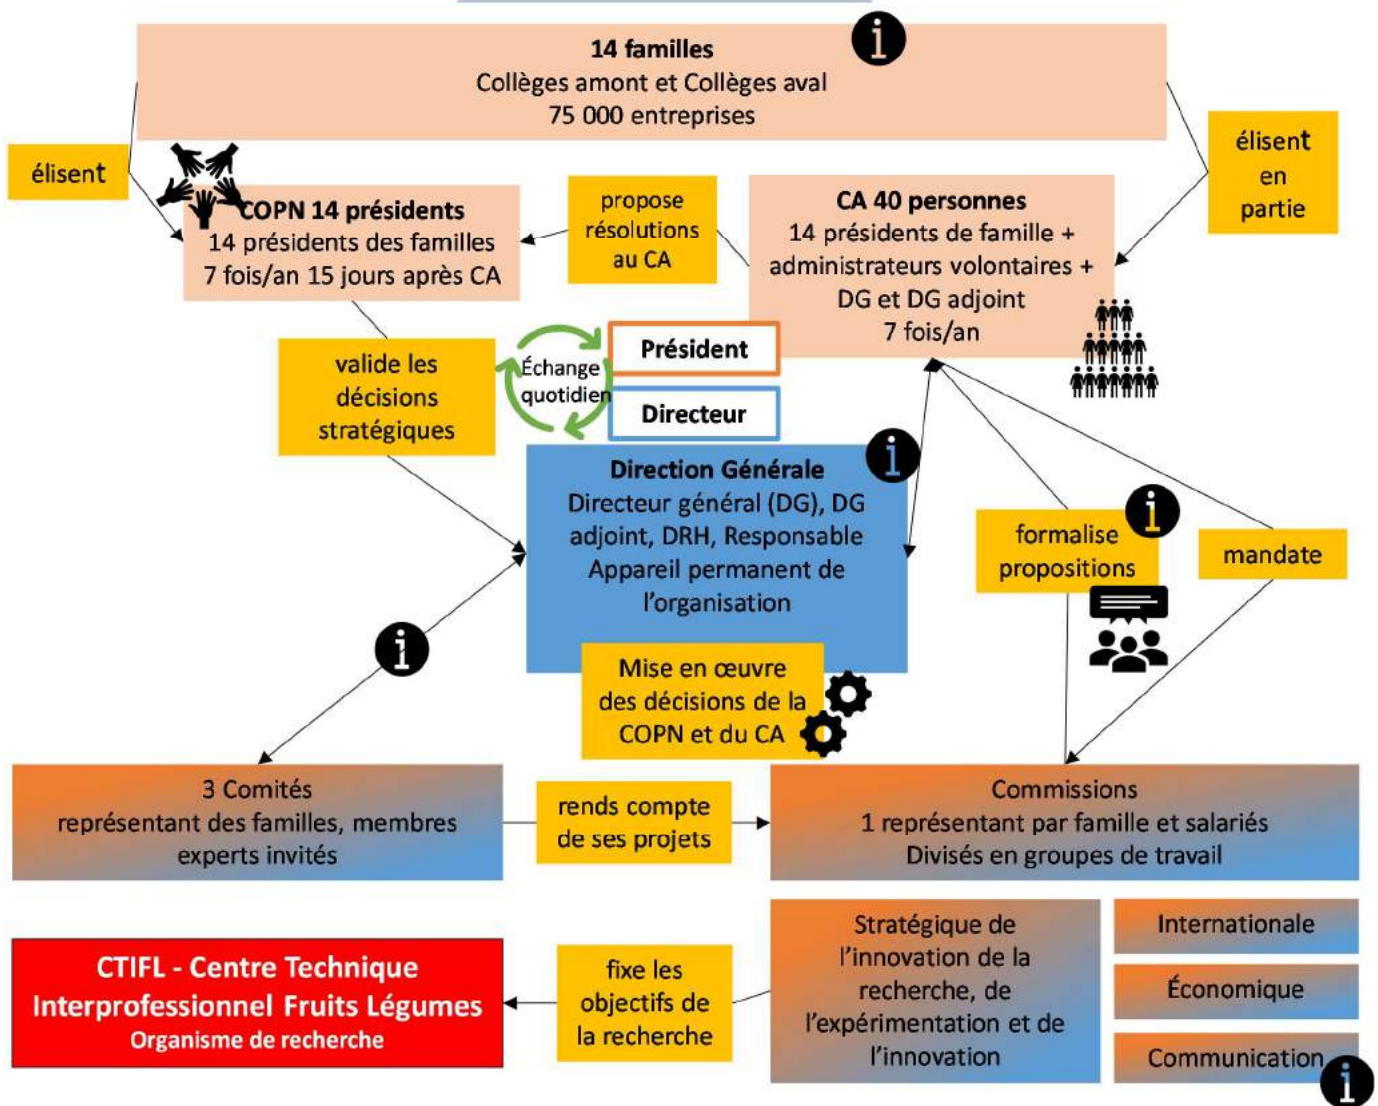 14 familles
Collèges amont et Collèges aval
75 000 entreprises
élisent
élisent
en
partie
COPN 14 présidents
14 présidents des familles
7 fois/an 15 jours après CA
propose
résolutions
au CA
CA 40 personnes
14 présidents de famille +
administrateurs volontaires +
DG et DG adjoint
7 fois/an
valide les
décisions
stratégiques
Échange
quotidien
Président
Directeur
Direction Générale
Directeur général (DG), DG
adjoint, DRH, Responsable
Appareil permanent de
l'organisation
formalise
propositions
mandate
Mise en œuvre
des décisions de la
COPN et du CA
3 Comités
représentant des familles, membres
experts invités
rends compte
de ses projets
Commissions
1 représentant par famille et salariés
Divisés en groupes de travail
CTIFL - Centre Technique
Interprofessionnel Fruits Légumes
Organisme de recherche
fixe les
objectifs de
la recherche
Stratégique de
l'innovation de la
recherche, de
l'expérimentation et de
l'innovation
Internationale
Économique
Communication